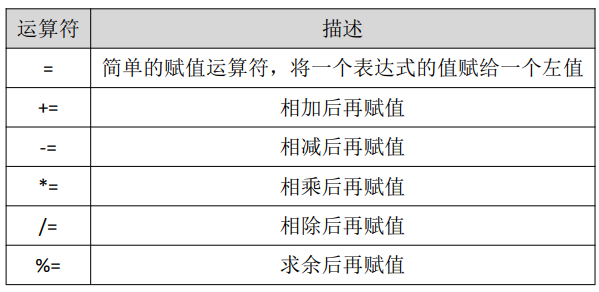 运算符 描述
= 简单的赋值运算符，将一个表达式的值赋给一个左值
+= 相加后再赋值
-= 相减后再赋值
*= 相乘后再赋值
/= 相除后再赋值
%= 求余后再赋值